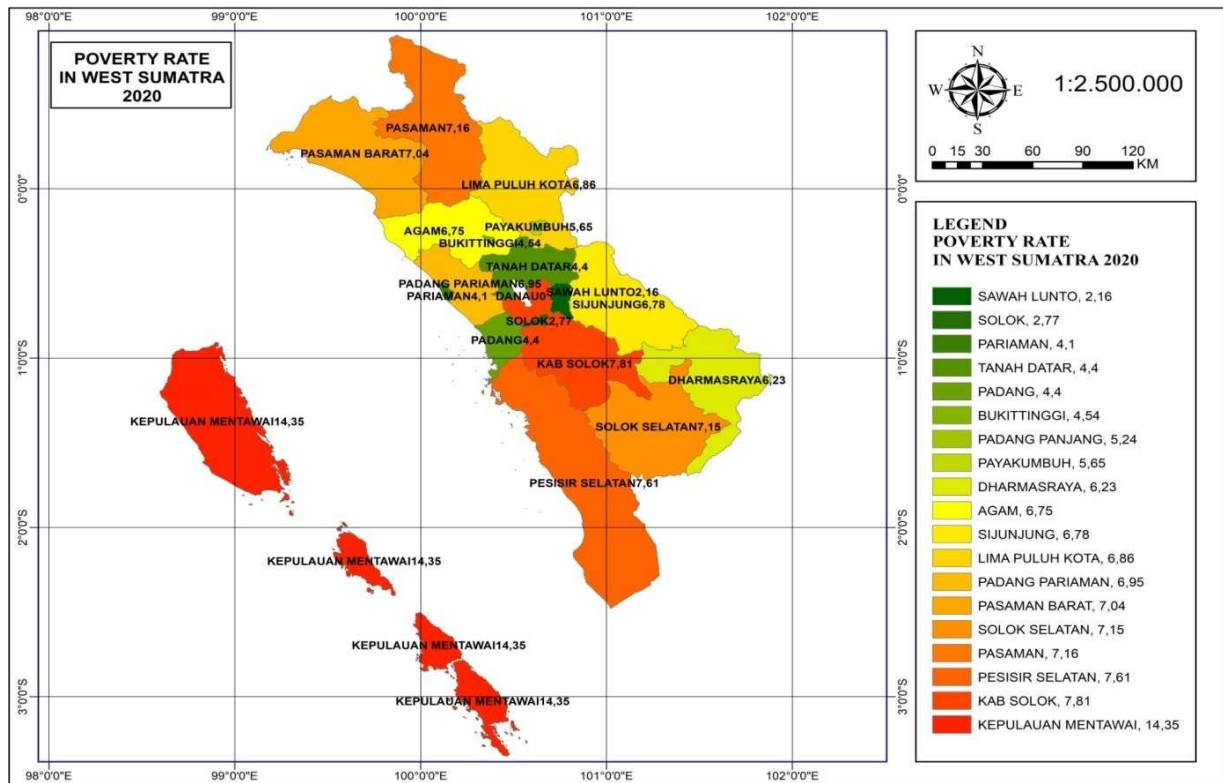 98°0'0"E 99°0'0"E 100°0'0"E 101°0'0"E 102°0'0"E
POVERTY RATE
IN WEST SUMATRA
2020
PASAMAN7,16
PASAMAN BARAT7,04
LIMA PULUH KOTA6,86
AGAM6,75
PAYAKUMBUH5,65
BUKITTINGGI4,54
TANAH DATAR4,4
PADANG PARIAMAN6,95
SAWAH LUNTO2,16
PARIAMAN4,1
DANAU0
SIJUNJUNG6,78
SOLOK2,77
PADANG4,4
KAB SOLOK7,81
DHARMASRAYA6,23
KEPULAUAN MENTAWAI14,35
SOLOK SELATAN7,15
PESISIR SELATAN7,61
KEPULAUAN MENTAWAI14,35
KEPULAUAN MENTAWAI14,35
KEPULAUAN MENTAWAI14,35
0°0'0"
1°0'0"S
2°0'0"S
3°0'0"S
0°0'0"
1°0'0"S
2°0'0"S
3°0'0"S
98°0'0"E 99°0'0"E 100°0'0"E 101°0'0"E 102°0'0"E
N
W E
S
1:2.500.000
0 15 30 60 90 120
KM
LEGEND
POVERTY RATE
IN WEST SUMATRA 2020
SAWAH LUNTO, 2,16
SOLOK, 2,77
PARIAMAN, 4,1
TANAH DATAR, 4,4
PADANG, 4,4
BUKITTINGGI, 4,54
PADANG PANJANG, 5,24
PAYAKUMBUH, 5,65
DHARMASRAYA, 6,23
AGAM, 6,75
SIJUNJUNG, 6,78
LIMA PULUH KOTA, 6,86
PADANG PARIAMAN, 6,95
PASAMAN BARAT, 7,04
SOLOK SELATAN, 7,15
PASAMAN, 7,16
PESISIR SELATAN, 7,61
KAB SOLOK, 7,81
KEPULAUAN MENTAWAI, 14,35